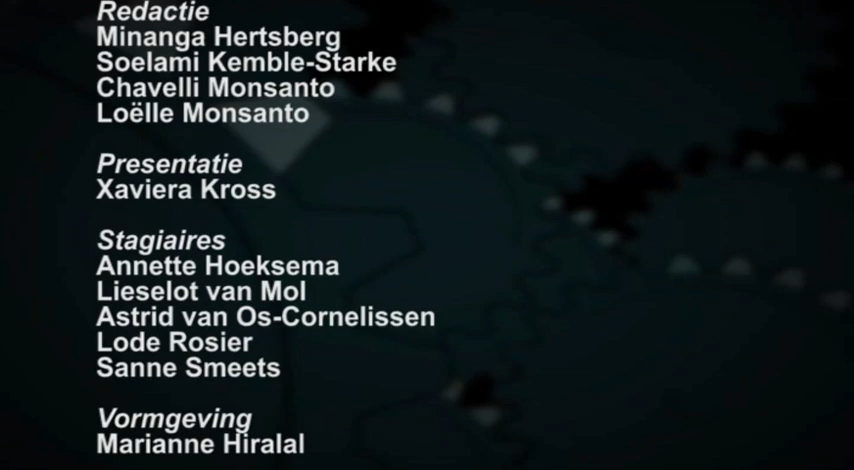 Redactie
Minanga Hertsberg
Soelami Kemble-Starke
Chavelli Monsanto
Loëlle Monsanto
Presentatie
Xaviera Kross
Stagiaires
Annette Hoeksema
Lieselot van Mol
Astrid van Os-Cornelissen
Lode Rosier
Sanne Smeets
Vormgeving
Marianne Hiralal